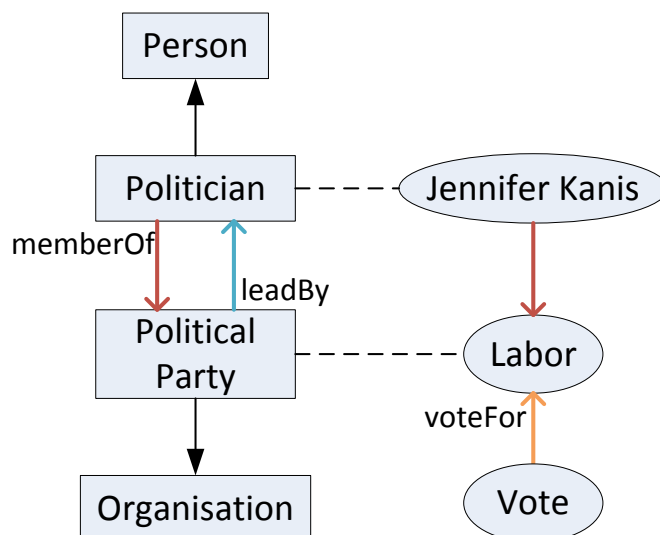 Person
Politician
Jennifer Kanis
memberOf
leadBy
Political
Party
Labor
voteFor
Organisation
Vote